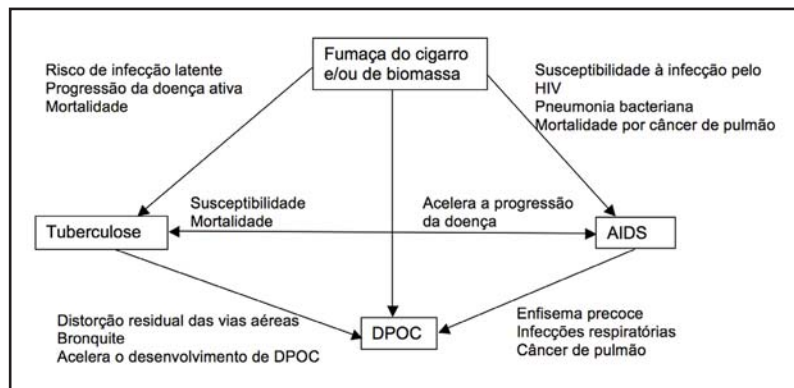 Fumaça do cigarro
e/ou de biomassa
Risco de infecção latente
Progressão da doença ativa
Mortalidade
Susceptibilidade à infecção pelo
HIV
Pneumonia bacteriana
Mortalidade por câncer de pulmão
Susceptibilidade
Mortalidade
Acelera a progressão
da doença
Tuberculose
AIDS
Distorção residual das vias aéreas
Bronquite
Acelera o desenvolvimento de DPOC
DPOC
Enfisema precoce
Infecções respiratórias
Câncer de pulmão